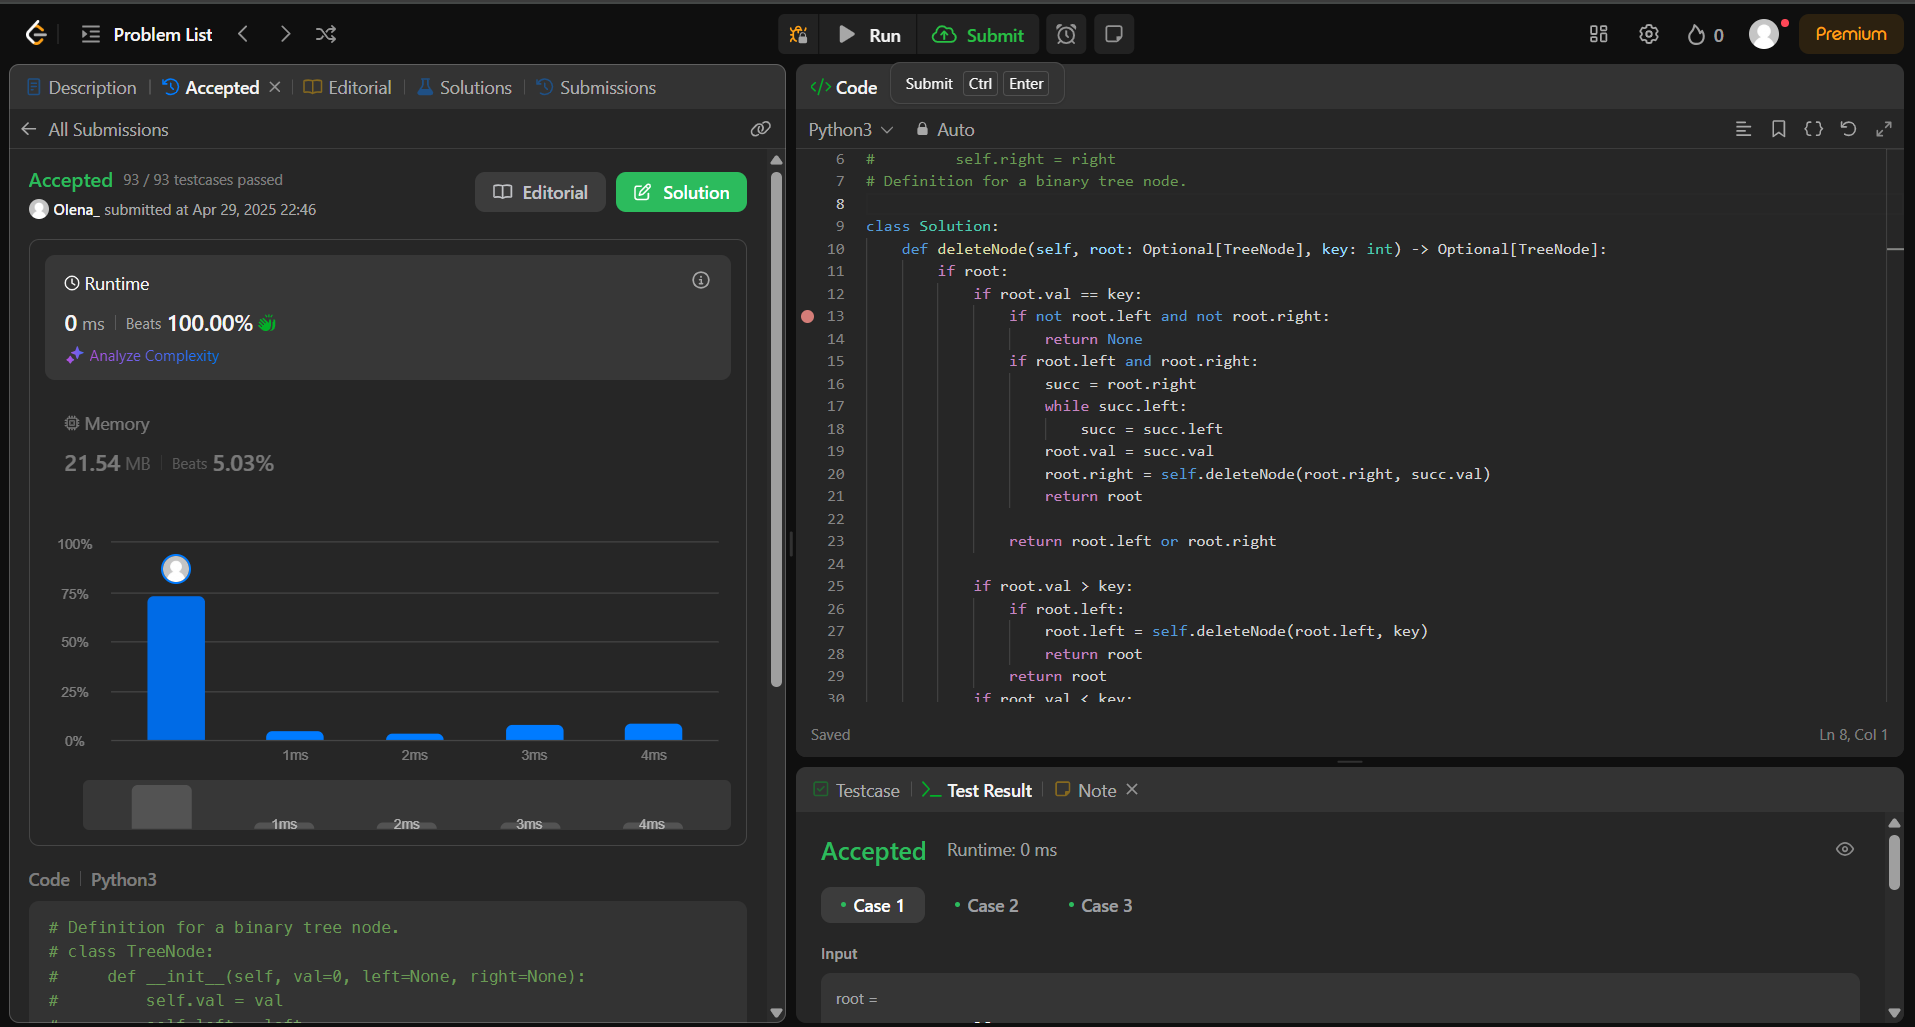 Problem List
Run
Submit
0
Premium
Description
Accepted
Editorial
Solutions
Submissions
Code
Submit Ctrl Enter
All Submissions
Python3
Auto
Accepted 93 / 93 testcases passed
Olena_ submitted at Apr 29, 2025 22:46
Editorial
Solution
Runtime
0 ms Beats 100.00%
Analyze Complexity
Memory
21.54 MB Beats 5.03%
100%
75%
50%
25%
0%
1ms 2ms 3ms 4ms
1ms 2ms 3ms 4ms
Code Python3
# Definition for a binary tree node.
# class TreeNode:
#     def __init__(self, val=0, left=None, right=None):
#         self.val = val
#         self.left = left
6 #         self.right = right
7 # Definition for a binary tree node.
8
9 class Solution:
10     def deleteNode(self, root: Optional[TreeNode], key: int) -> Optional[TreeNode]:
11         if root:
12             if root.val == key:
13                 if not root.left and not root.right:
14                     return None
15                 if root.left and root.right:
16                     succ = root.right
17                     while succ.left:
18                         succ = succ.left
19                     root.val = succ.val
20                     root.right = self.deleteNode(root.right, succ.val)
21                     return root
22
23                 return root.left or root.right
24
25             if root.val > key:
26                 if root.left:
27                     root.left = self.deleteNode(root.left, key)
28                     return root
29                 return root
30             if root.val < key:
Saved
Ln 8, Col 1
Testcase
Test Result
Note
Accepted Runtime: 0 ms
Case 1
Case 2
Case 3
Input
root =